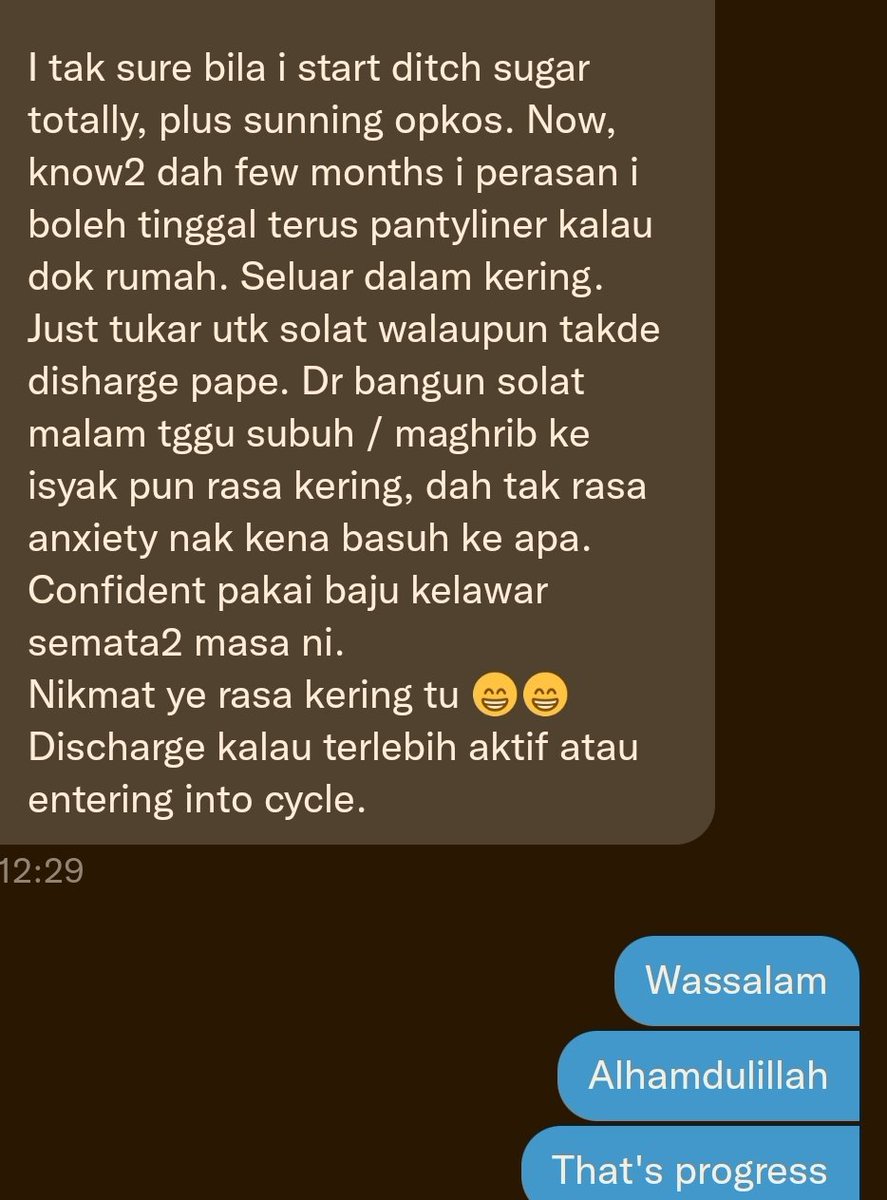 I tak sure bila i start ditch sugar
totally, plus sunning opkos. Now,
know2 dah few months i perasan i
boleh tinggal terus pantyliner kalau
dok rumah. Seluar dalam kering.
Just tukar utk solat walaupun takde
disharge pape. Dr bangun solat
malam tggu subuh / maghrib ke
isyak pun rasa kering, dah tak rasa
anxiety nak kena basuh ke apa.
Confident pakai baju kelawar
semata2 masa ni.
Nikmat ye rasa kering tu 😁😁
Discharge kalau terlebih aktif atau
entering into cycle.
12:29
Wassalam
Alhamdulillah
That's progress